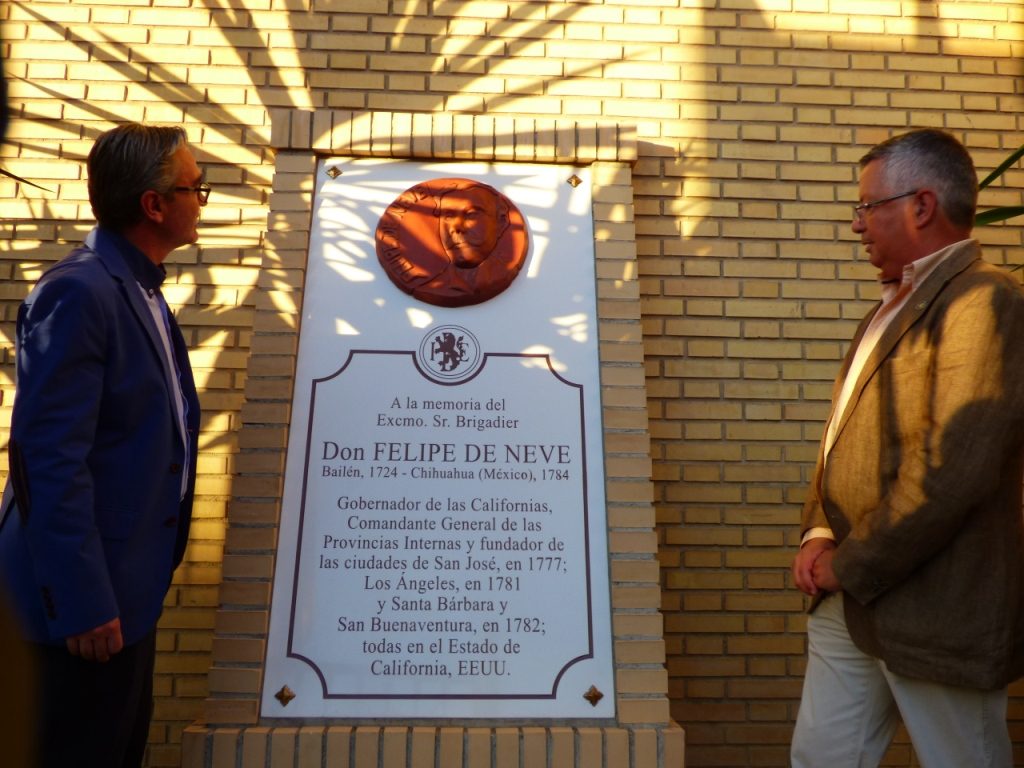 A la memoria del
Excmo. Sr. Brigadier
Don FELIPE DE NEVE
Bailén, 1724 - Chihuahua (México), 1784
Gobernador de las Californias,
Comandante General de las
Provincias Internas y fundador de
las ciudades de San José, en 1777;
Los Ángeles, en 1781
y Santa Bárbara y
San Buenaventura, en 1782;
todas en el Estado de
California, EEUU.